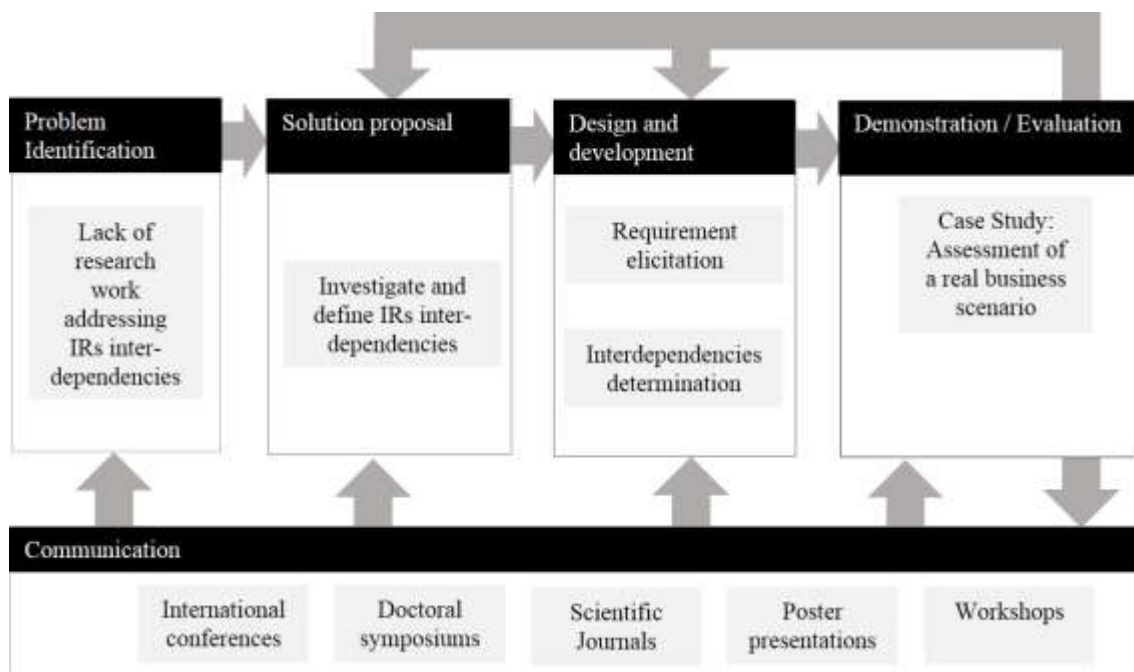 Problem
Identification
Lack of
research
work
addressing
IRs inter-
dependencies
Solution proposal
Investigate and
define IRs inter-
dependencies
Design and
development
Requirement
elicitation
Interdependencies
determination
Demonstration / Evaluation
Case Study:
Assessment of
a real business
scenario
Communication
International
conferences
Doctoral
symposiums
Scientific
Journals
Poster
presentations
Workshops